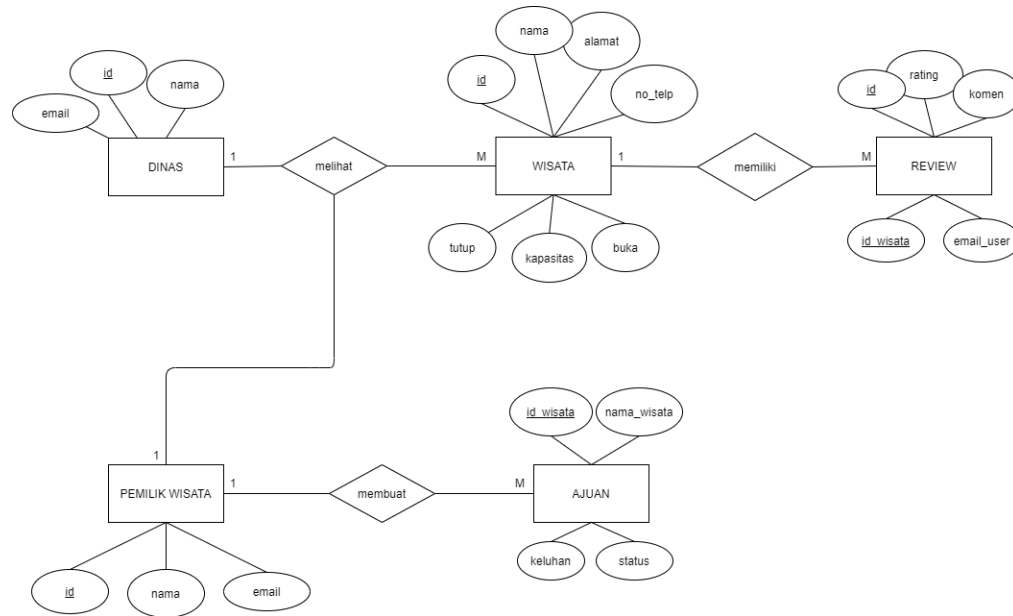 nama
alamat
id
no_telp
id
nama
email
rating
id
komen
DINAS
1
melihat
M
WISATA
1
memiliki
M
REVIEW
tutup
kapasitas
buka
id_wisata
email_user
id_wisata
nama_wisata
1
PEMILIK WISATA
1
membuat
M
AJUAN
keluhan
status
id
nama
email